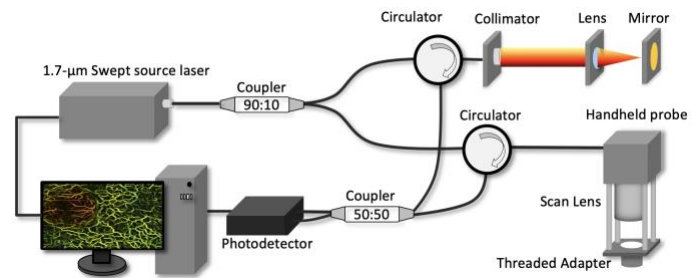 Circulator
Collimator
Lens
Mirror
1.7-μm Swept source laser
Coupler
90:10
Circulator
Handheld probe
Coupler
50:50
Scan Lens
Photodetector
Threaded Adapter